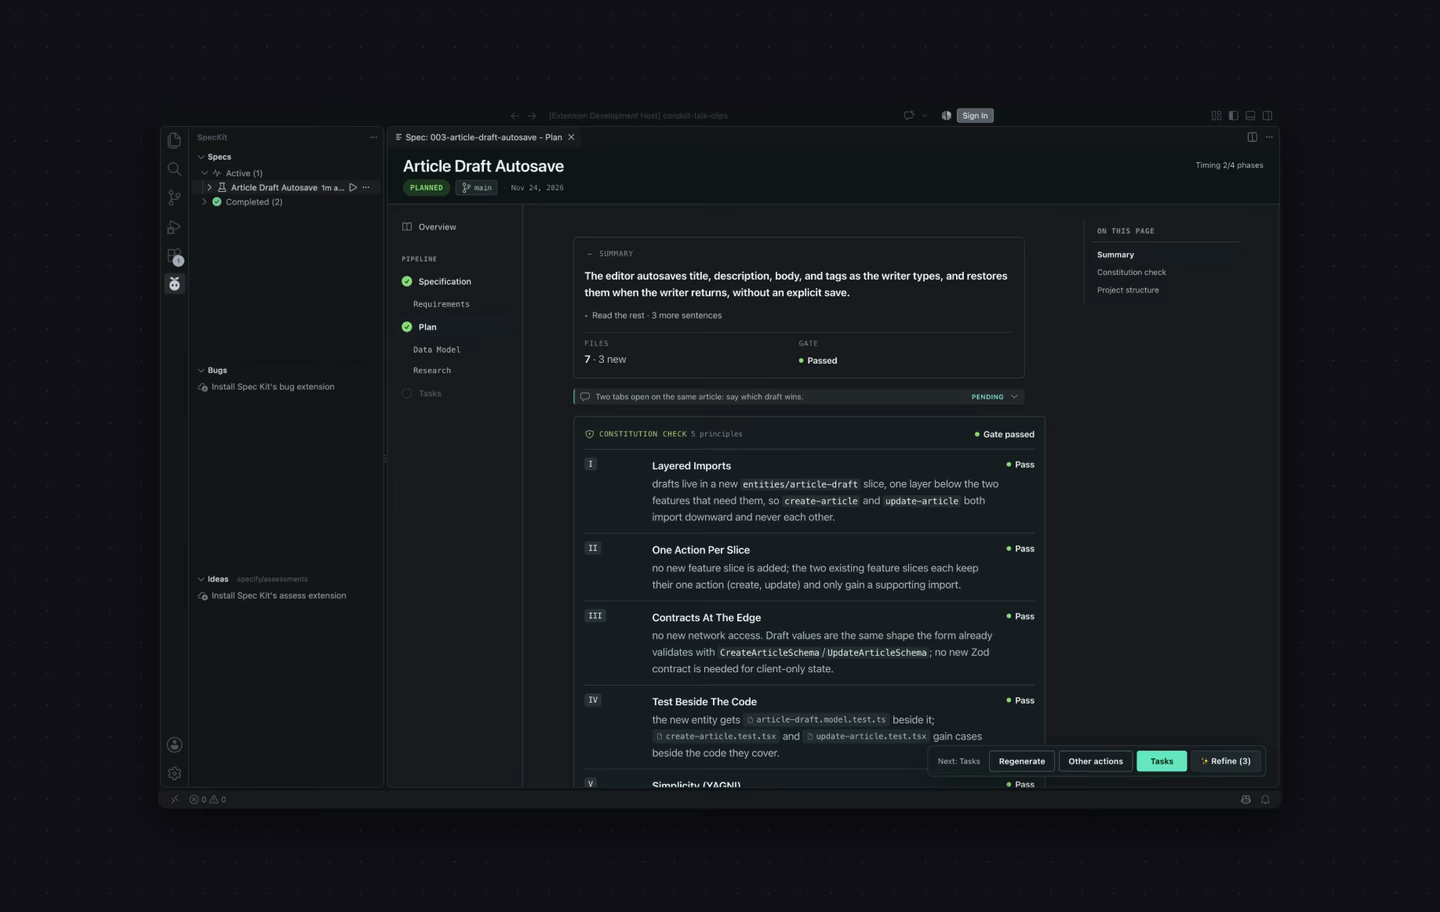 [Extension Development Host] conduit-talk-clips
Sign In
SpecKit
Specs
Active (1)
Article Draft Autosave 1m a...
Completed (2)
Bugs
Install Spec Kit's bug extension
Ideas .specify/assessments
Install Spec Kit's assess extension
1
Spec: 003-article-draft-autosave - Plan
Article Draft Autosave
PLANNED
main
· Nov 24, 2026
Timing 2/4 phases
Overview
PIPELINE
Specification
Requirements
Plan
Data Model
Research
Tasks
SUMMARY
The editor autosaves title, description, body, and tags as the writer types, and restores
them when the writer returns, without an explicit save.
Read the rest · 3 more sentences
FILES
7 · 3 new
GATE
Passed
Two tabs open on the same article: say which draft wins.
PENDING
CONSTITUTION CHECK 5 principles
Gate passed
I
Layered Imports
Pass
drafts live in a new entities/article-draft slice, one layer below the two
features that need them, so create-article and update-article both
import downward and never each other.
II
One Action Per Slice
Pass
no new feature slice is added; the two existing feature slices each keep
their one action (create, update) and only gain a supporting import.
III
Contracts At The Edge
Pass
no new network access. Draft values are the same shape the form already
validates with CreateArticleSchema/UpdateArticleSchema; no new Zod
contract is needed for client-only state.
IV
Test Beside The Code
Pass
the new entity gets article-draft.model.test.ts beside it;
create-article.test.tsx and update-article.test.tsx gain cases
beside the code they cover.
V
Simplicity (YAGNI)
Pass
ON THIS PAGE
Summary
Constitution check
Project structure
Next: Tasks
Regenerate
Other actions
Tasks
Refine (3)
0 0